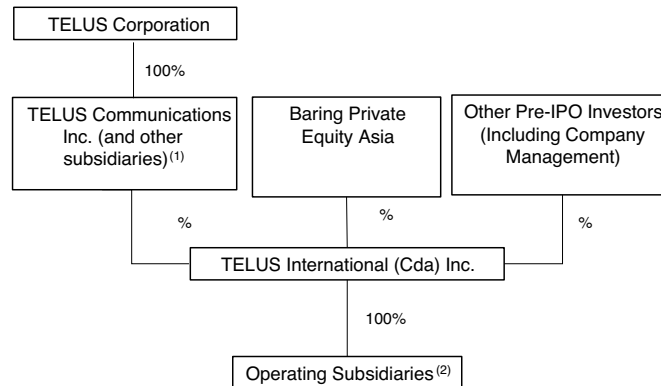 TELUS Corporation
100%
TELUS Communications
Inc. (and other
subsidiaries)(1)
Baring Private
Equity Asia
Other Pre-IPO Investors
(Including Company
Management)
%
%
%
TELUS International (Cda) Inc.
100%
Operating Subsidiaries(2)